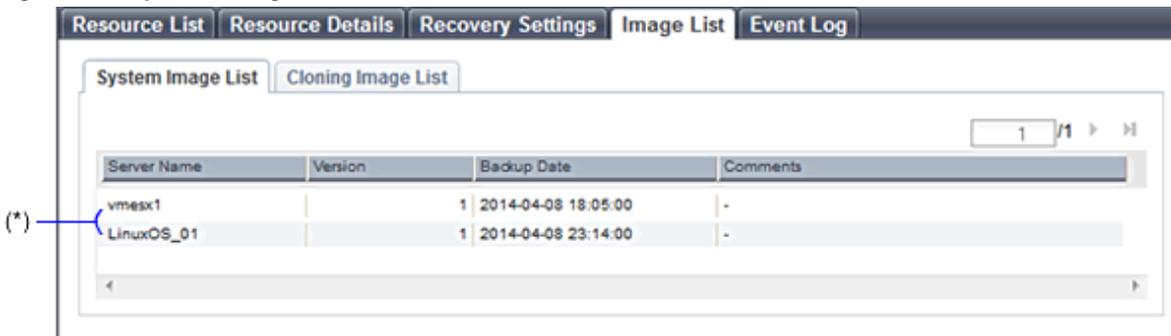 Resource List Resource Details Recovery Settings Image List Event Log
System Image List Cloning Image List
1 /1
Server Name Version Backup Date Comments
vmesx1 1 2014-04-08 18:05:00 -
(*)
LinuxOS_01 1 2014-04-08 23:14:00 -